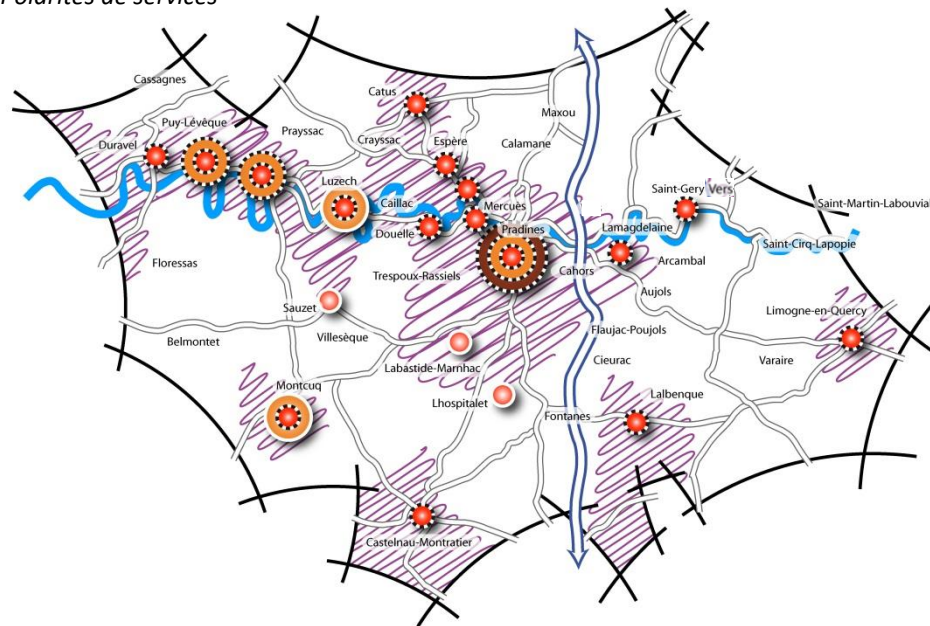 Polarités de services
Cassagnes
Catus
Puy-Lévèque
Maxou
Duravel
Prayssac
Crayssac
Espère
Calamane
Luzech
Caillac
Saint-Gery
Vers
Mercuès
Saint-Martin-Labouvial
Douelle
Pradines
Lamagdelaine
Saint-Cirq-Lapopie
Floressas
Trespoux-Rassiels
Cahors
Arcambal
Aujols
Sauzet
Limogne-en-Quercy
Belmontet
Villesèque
Flaujac-Poujols
Labastide-Marnhac
Cieurac
Varaire
Montcuq
Lhospitalet
Lalbenque
Fontanes
Castelnau-Montratier